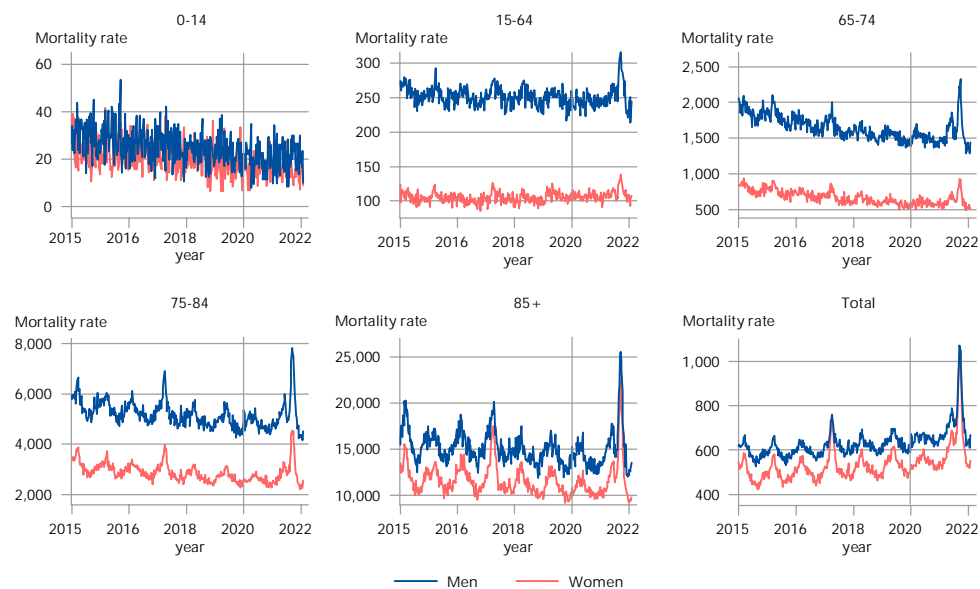 0-14
Mortality rate
60
40
20
0
2015 2016 2018 2020 2022
year
15-64
Mortality rate
300
250
200
150
100
2015 2016 2018 2020 2022
year
65-74
Mortality rate
2,500
2,000
1,500
1,000
500
2015 2016 2018 2020 2022
year
75-84
Mortality rate
8,000
6,000
4,000
2,000
2015 2016 2018 2020 2022
year
85+
Mortality rate
25,000
20,000
15,000
10,000
2015 2016 2018 2020 2022
year
Total
Mortality rate
1,000
800
600
400
2015 2016 2018 2020 2022
year
Men Women